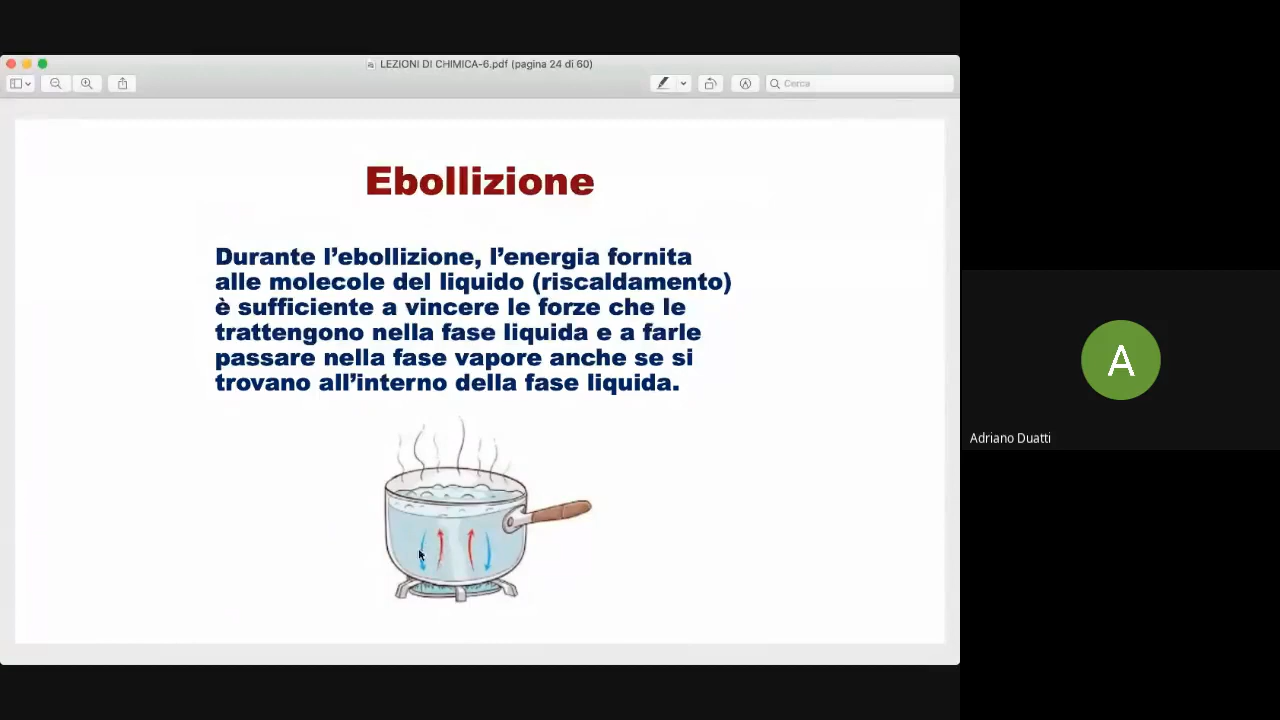 LEZIONI DI CHIMICA-6.pdf (pagina 24 di 60)
Cerca
Ebollizione
Durante l’ebollizione, l’energia fornita
alle molecole del liquido (riscaldamento)
è sufficiente a vincere le forze che le
trattengono nella fase liquida e a farle
passare nella fase vapore anche se si
trovano all’interno della fase liquida.
A
Adriano Duatti